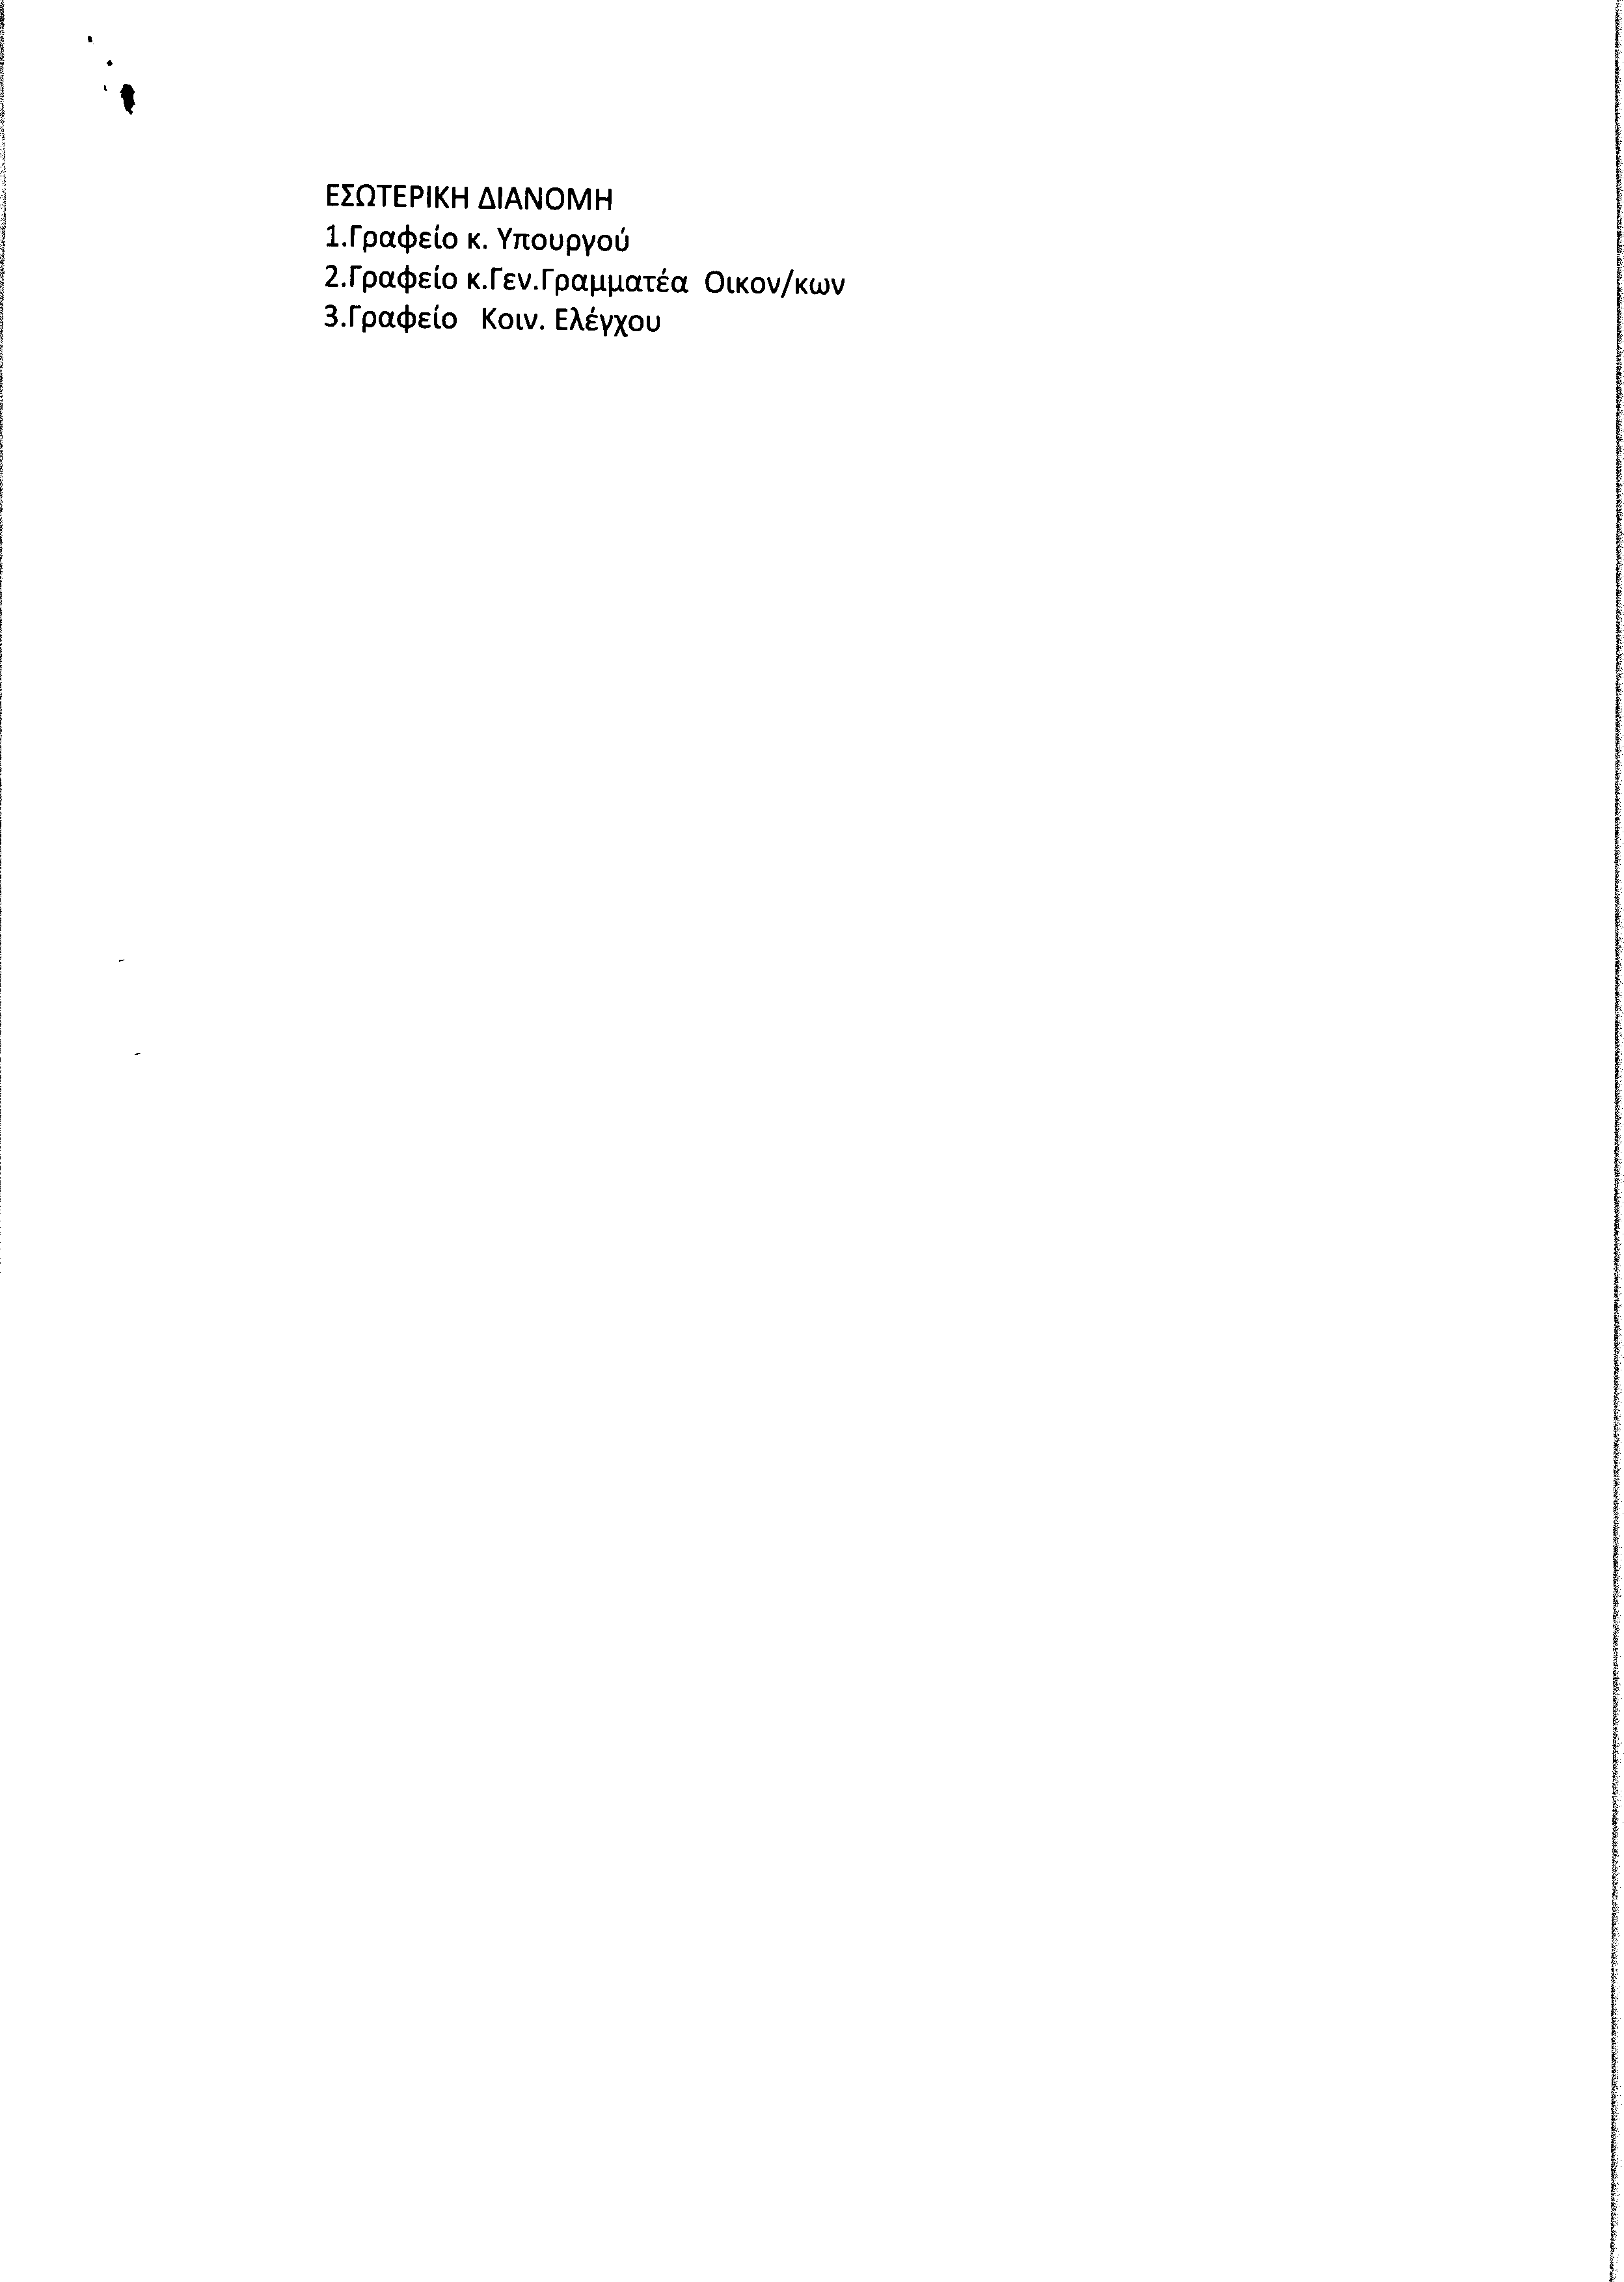 ΕΣΩΤΕΡΙΚΗ ΔΙΑΝΟΜΗ
1.Γραφείο κ. Υπουργού
2.Γραφείο κ.Γεν.Γραμματέα Οικον/κων
3.Γραφείο Κοιν. Ελέγχου